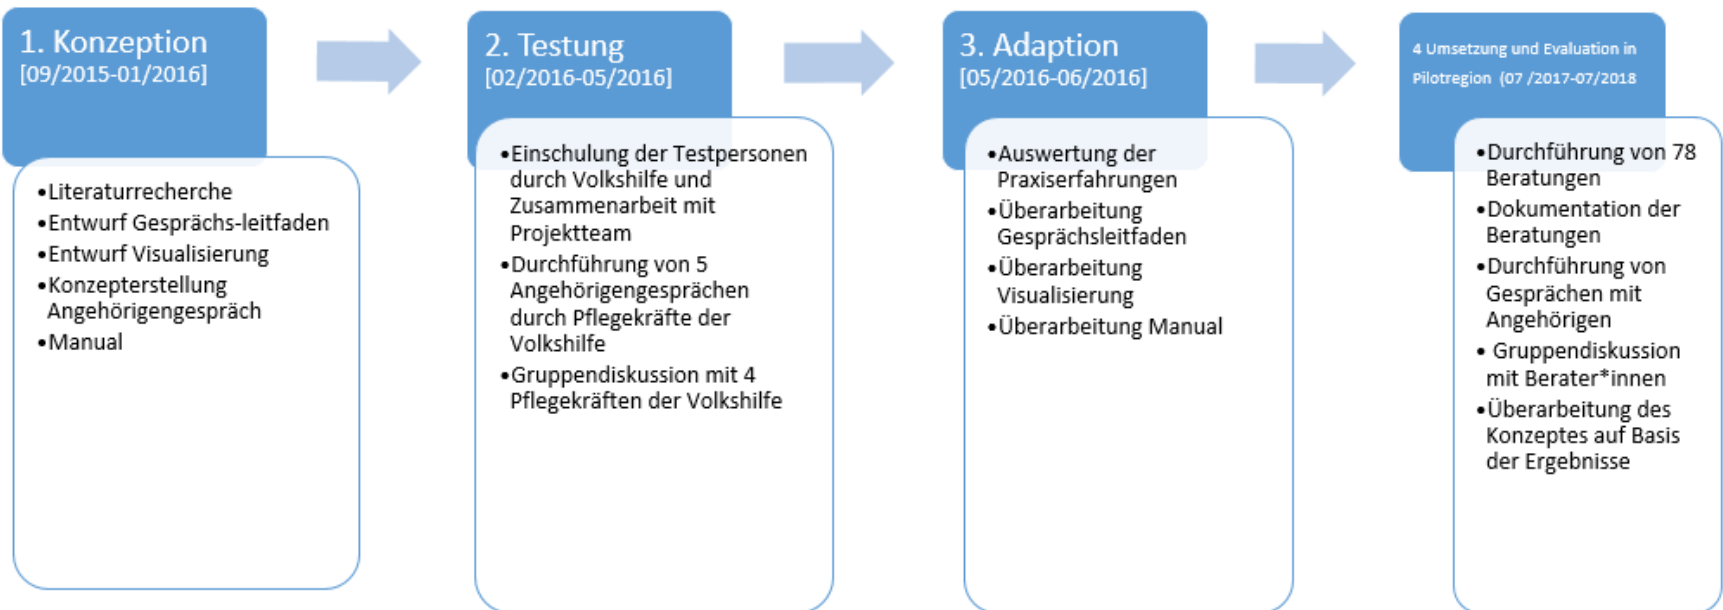 1. Konzeption
[09/2015-01/2016]
•Literaturrecherche
•Entwurf Gesprächs-leitfaden
•Entwurf Visualisierung
•Konzepterstellung
Angehörigengespräch
•Manual
2. Testung
[02/2016-05/2016]
•Einschulung der Testpersonen
durch Volkshilfe und
Zusammenarbeit mit
Projektteam
•Durchführung von 5
Angehörigengesprächen
durch Pflegekräfte der
Volkshilfe
•Gruppendiskussion mit 4
Pflegekräften der Volkshilfe
3. Adaption
[05/2016-06/2016]
•Auswertung der
Praxiserfahrungen
•Überarbeitung
Gesprächsleitfaden
•Überarbeitung
Visualisierung
•Überarbeitung Manual
4 Umsetzung und Evaluation in
Pilotregion (07 /2017-07/2018
•Durchführung von 78
Beratungen
•Dokumentation der
Beratungen
•Durchführung von
Gesprächen mit
Angehörigen
• Gruppendiskussion
mit Berater*innen
•Überarbeitung des
Konzeptes auf Basis
der Ergebnisse